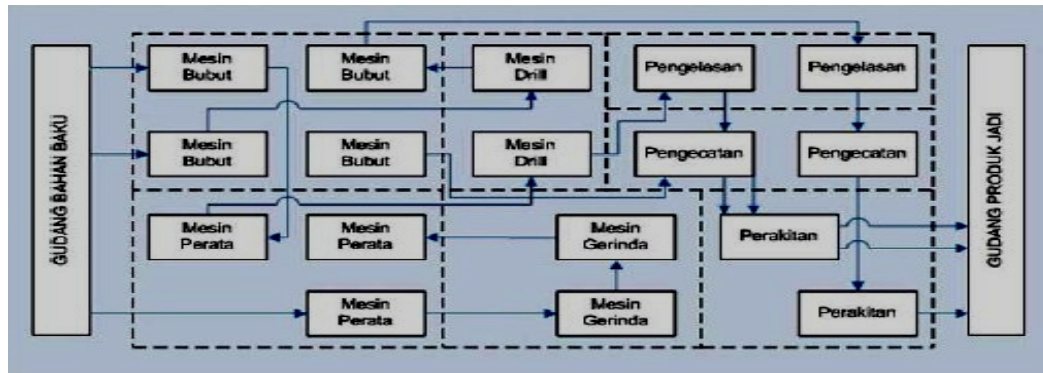 GUDANG BAHAN BAKU
Mesin
Bubut
Mesin
Bubut
Mesin
Drill
Pengelasan
Pengelasan
Mesin
Bubut
Mesin
Bubut
Mesin
Drill
Pengecatan
Pengecatan
Mesin
Perata
Mesin
Perata
Mesin
Gerinda
Perakitan
Mesin
Perata
Mesin
Gerinda
Perakitan
GUDANG PRODUK JADI